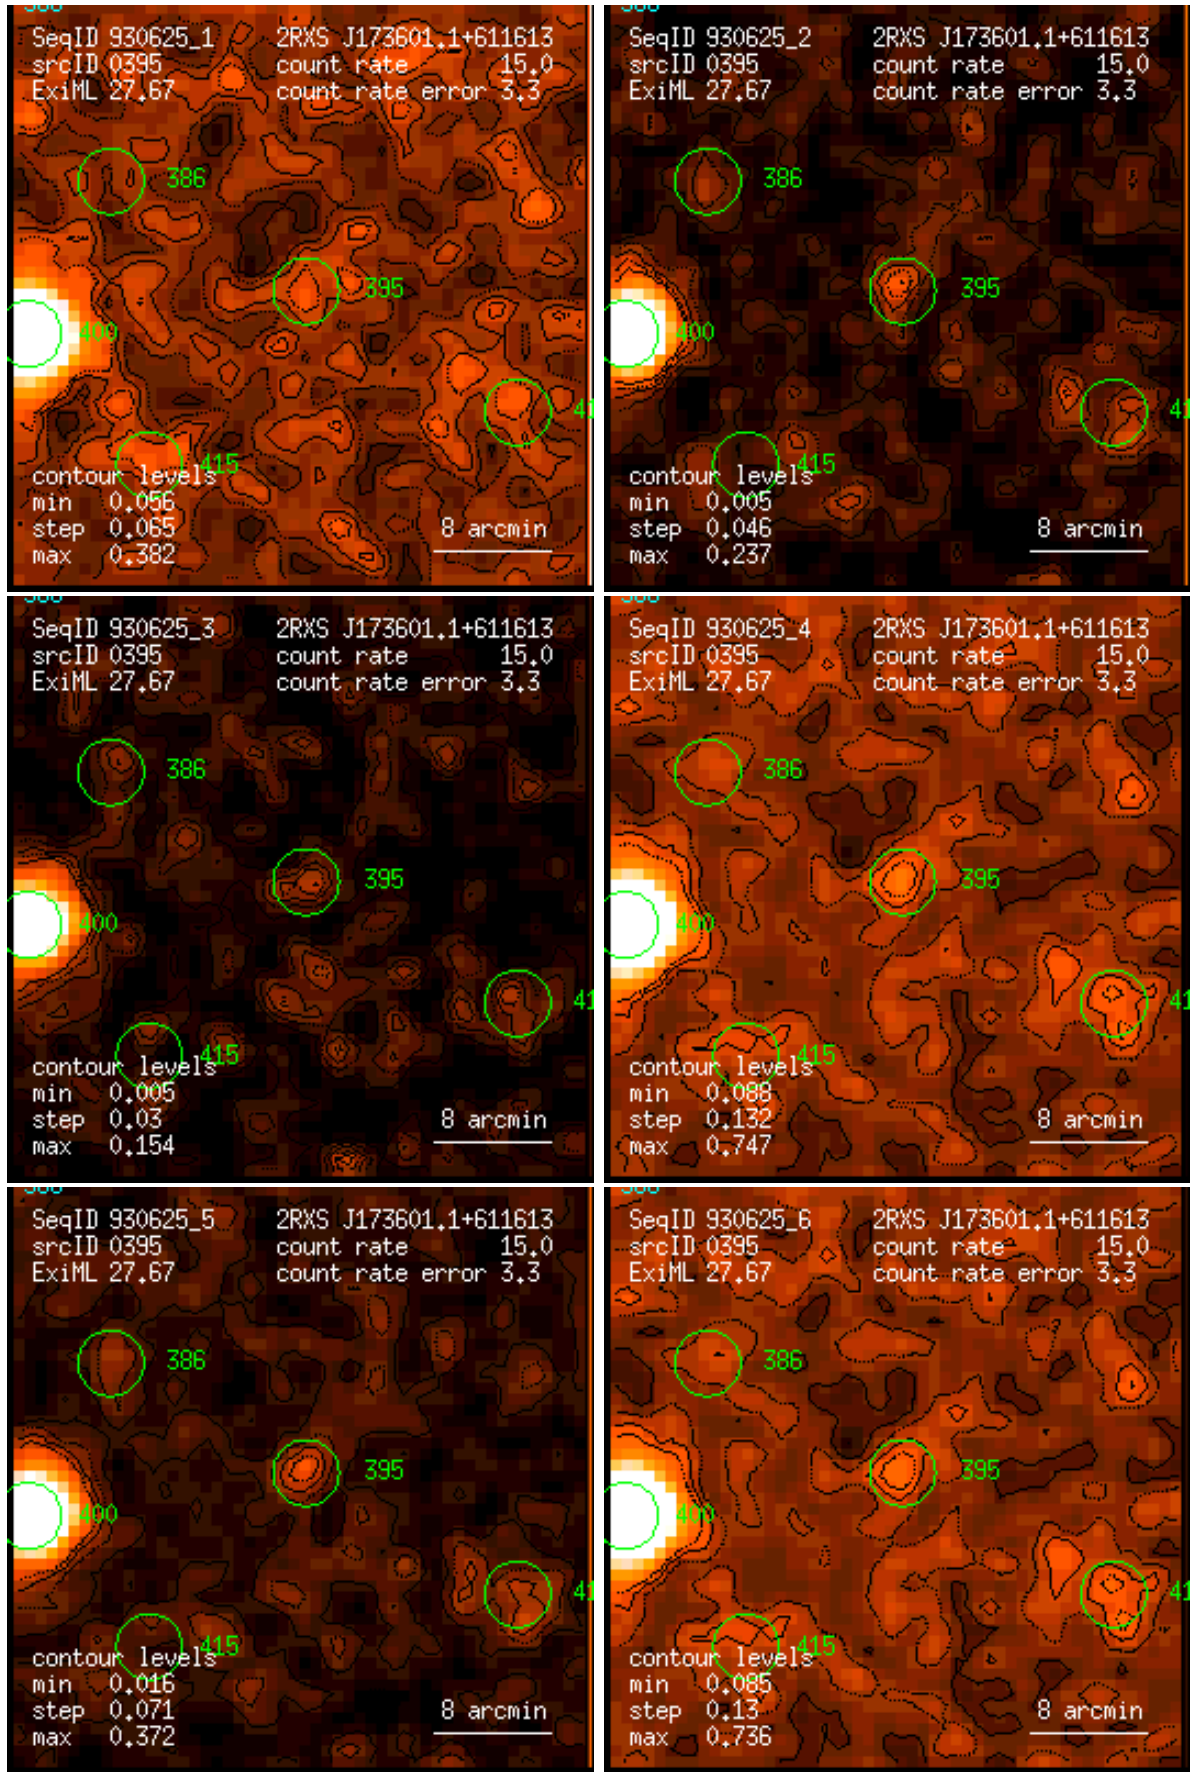 SeqID 930625_1 2RXS J173601.1+611613
srcID 0395 count rate 15.0
ExiML 27.67 count rate error 3.3
386
395
400
41
415
contour levels
min 0.056
step 0.065
max 0.382
8 arcmin
SeqID 930625_2 2RXS J173601.1+611613
srcID 0395 count rate 15.0
ExiML 27.67 count rate error 3.3
386
395
400
41
415
contour levels
min 0.005
step 0.046
max 0.237
8 arcmin
SeqID 930625_3 2RXS J173601.1+611613
srcID 0395 count rate 15.0
ExiML 27.67 count rate error 3.3
386
395
400
41
415
contour levels
min 0.005
step 0.03
max 0.154
8 arcmin
SeqID 930625_4 2RXS J173601.1+611613
srcID 0395 count rate 15.0
ExiML 27.67 count rate error 3.3
386
395
400
41
415
contour levels
min 0.088
step 0.132
max 0.747
8 arcmin
SeqID 930625_5 2RXS J173601.1+611613
srcID 0395 count rate 15.0
ExiML 27.67 count rate error 3.3
386
395
400
41
415
contour levels
min 0.016
step 0.071
max 0.372
8 arcmin
SeqID 930625_6 2RXS J173601.1+611613
srcID 0395 count rate 15.0
ExiML 27.67 count rate error 3.3
386
395
400
41
415
contour levels
min 0.085
step 0.13
max 0.736
8 arcmin